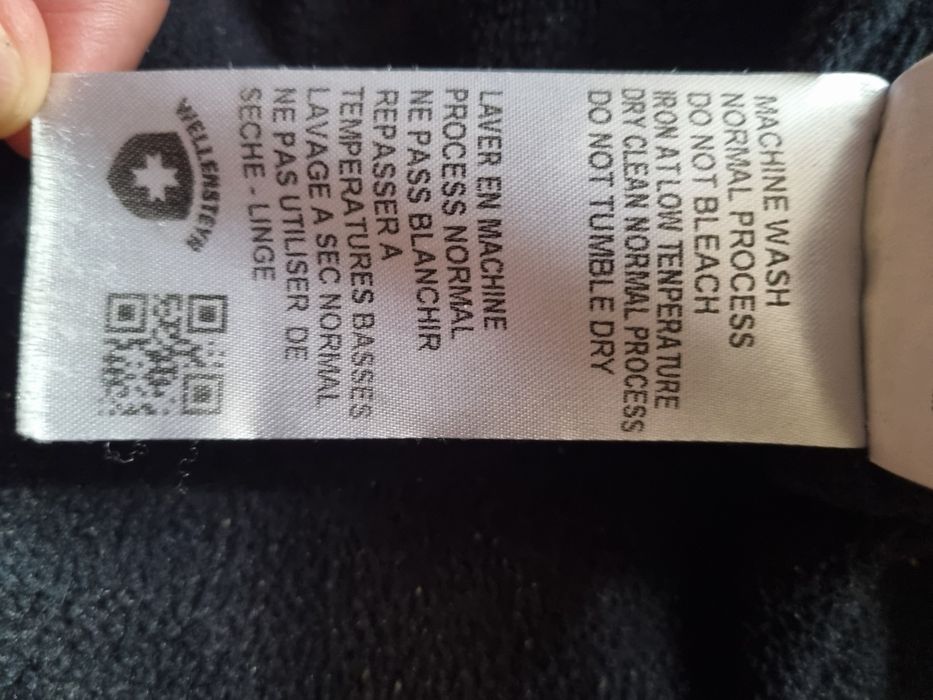 MACHINE WASH
NORMAL PROCESS
DO NOT BLEACH
IRON AT LOW TENPERATURE
DRY CLEAN NORMAL PROCESS
DO NOT TUMBLE DRY
LAVER EN MACHINE
PROCESS NORMAL
NE PASS BLANCHIR
REPASSER A
TEMPERATURES BASSES
LAVAGE A SEC NORMAL
NE PAS UTILISER DE
SECHE - LINGE
WELLENSTEYN